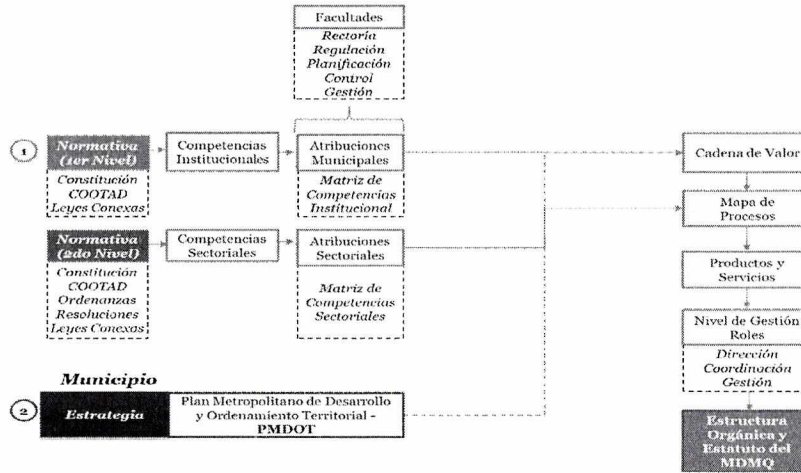 Facultades
Rectoría
Regulación
Planificación
Control
Gestión
1
Normativa
(1er Nivel)
Constitución
COOTAD
Leyes Conexas
Competencias
Institucionales
Atribuciones
Municipales
Matriz de
Competencias
Institucional
Normativa
(2do Nivel)
Constitución
COOTAD
Ordenanzas
Resoluciones
Leyes Conexas
Competencias
Sectoriales
Atribuciones
Sectoriales
Matriz de
Competencias
Sectoriales
Municipio
2
Estrategia
Plan Metropolitano de Desarrollo
y Ordenamiento Territorial -
PMDOT
Cadena de Valor
Mapa de
Procesos
Productos y
Servicios
Nivel de Gestión
Roles
Dirección
Coordinación
Gestión
Estructura
Orgánica y
Estatuto del
MDMQ